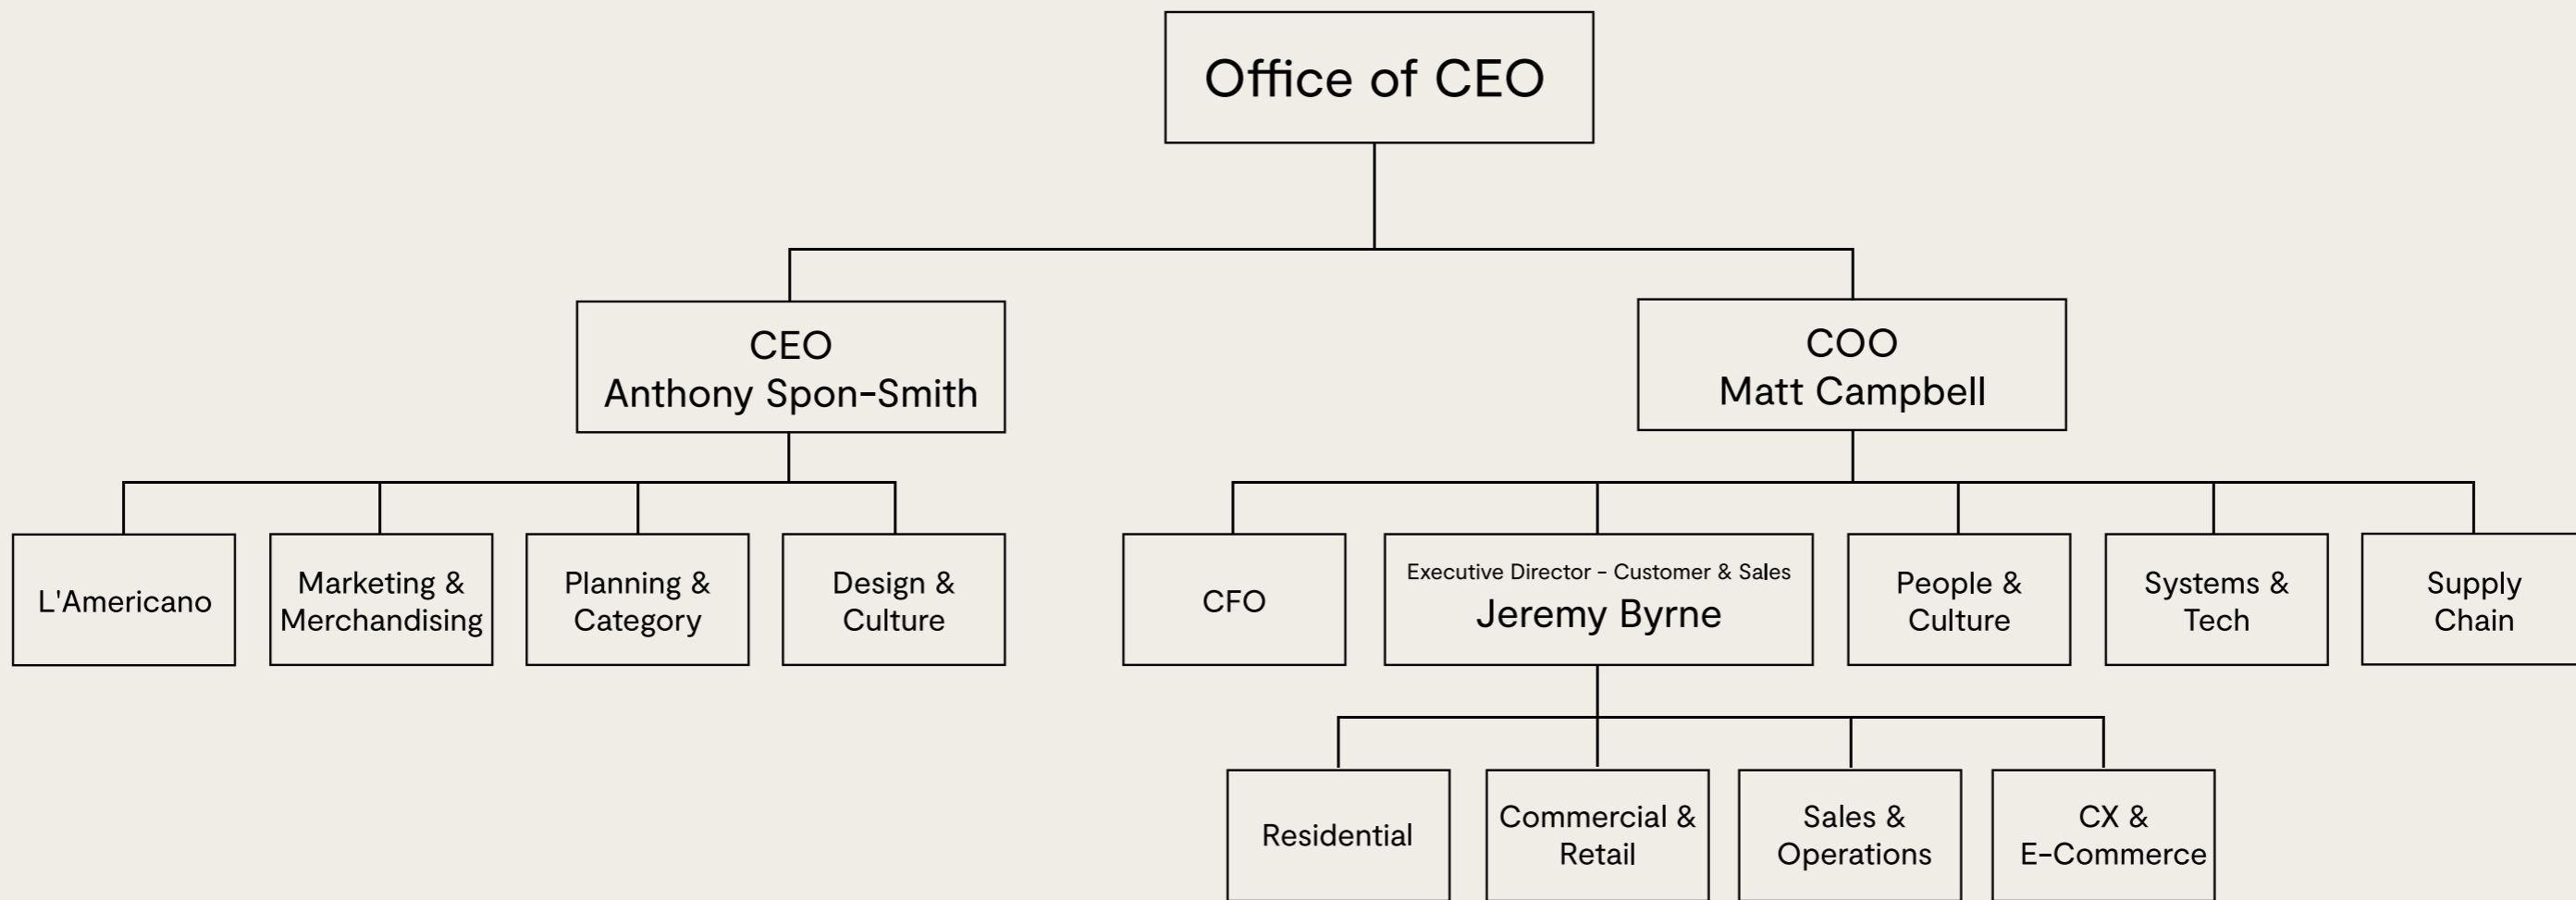 Office of CEO
CEO
Anthony Spon-Smith
COO
Matt Campbell
L'Americano
Marketing &
Merchandising
Planning &
Category
Design &
Culture
CFO
Executive Director - Customer & Sales
Jeremy Byrne
People &
Culture
Systems &
Tech
Supply
Chain
Residential
Commercial &
Retail
Sales &
Operations
CX &
E-Commerce